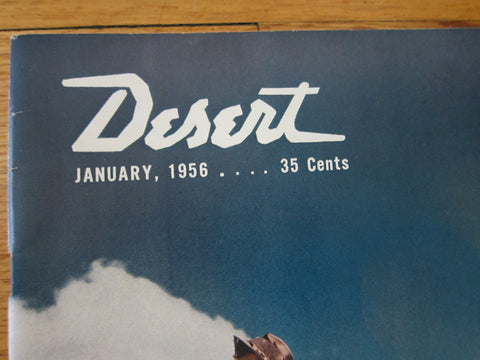 Desert
JANUARY, 1956 . . . . 35 Cents